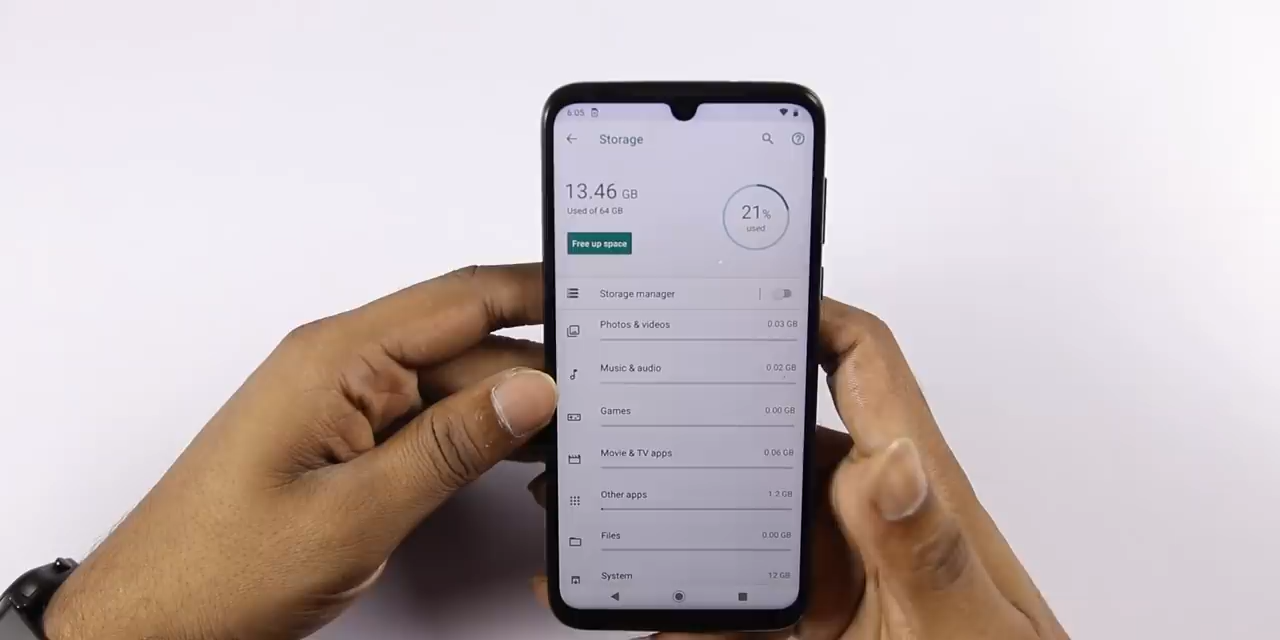 6:05
Storage
13.46 GB
Used of 64 GB
21%
used
Free up space
Storage manager
Photos & videos 0.03 GB
Music & audio 0.02 GB
Games 0.00 GB
Movie & TV apps 0.06 GB
Other apps 1.2 GB
Files 0.00 GB
System 12 GB